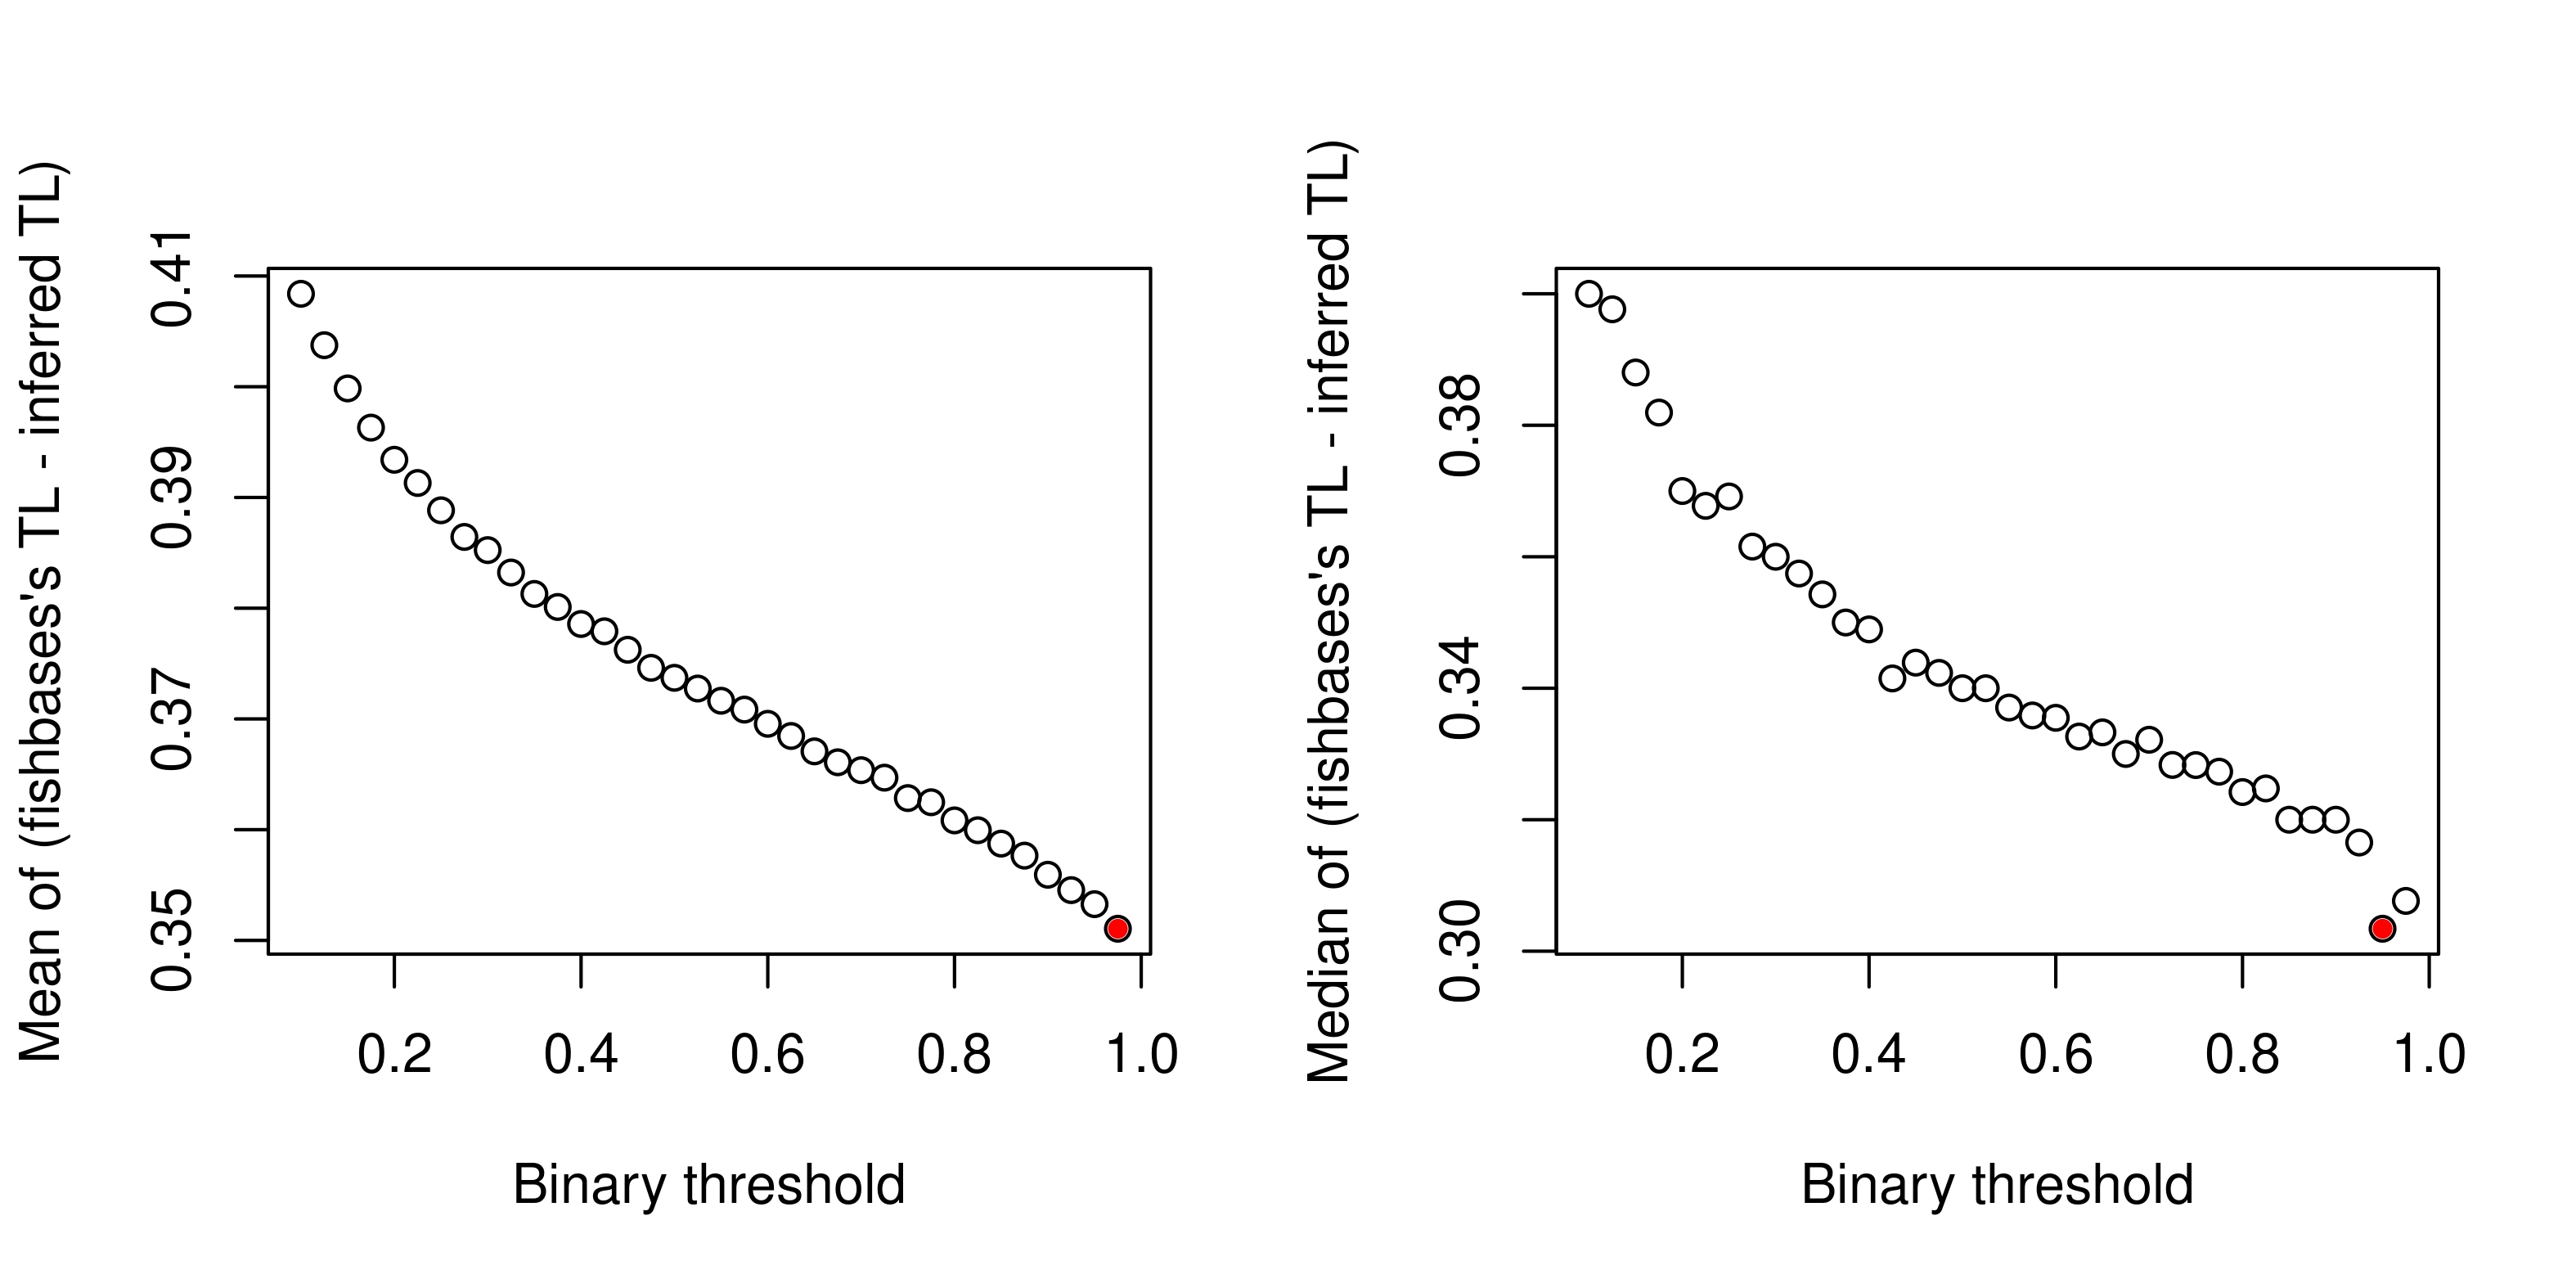 Mean of (fishbases's TL - inferred TL)
0.41
0.39
0.37
0.35
0.2 0.4 0.6 0.8 1.0
Binary threshold
Median of (fishbases's TL - inferred TL)
0.38
0.34
0.30
0.2 0.4 0.6 0.8 1.0
Binary threshold